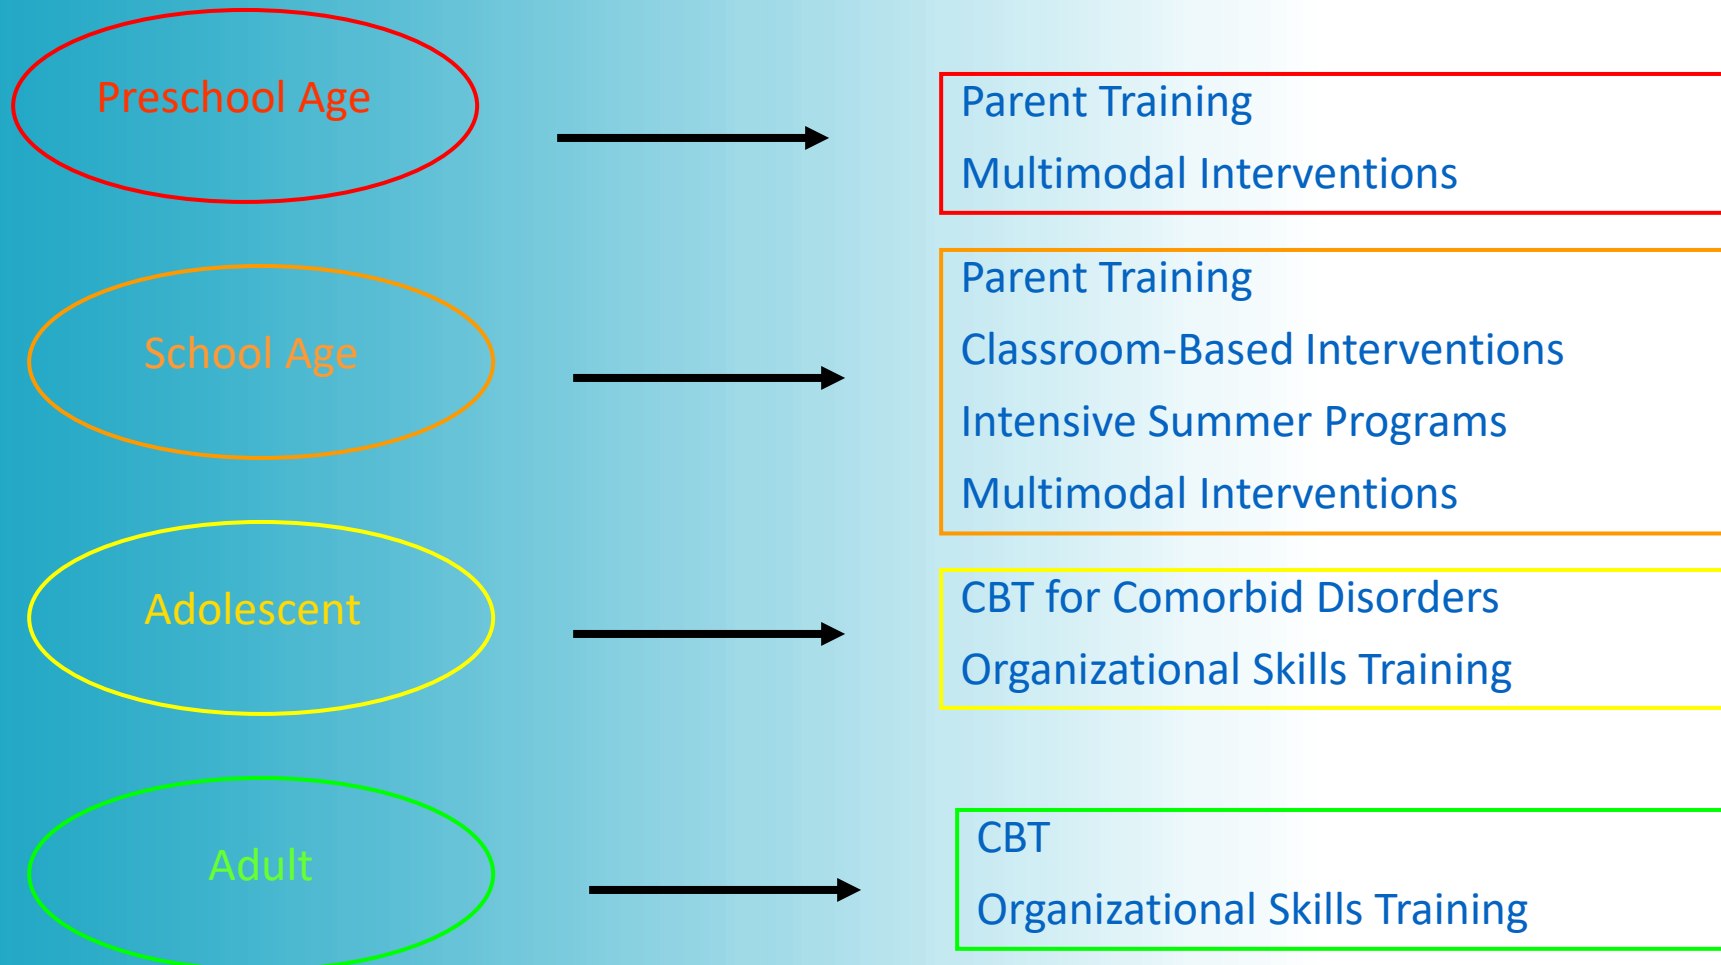 Preschool Age
Parent Training
Multimodal Interventions
School Age
Parent Training
Classroom-Based Interventions
Intensive Summer Programs
Multimodal Interventions
Adolescent
CBT for Comorbid Disorders
Organizational Skills Training
Adult
CBT
Organizational Skills Training